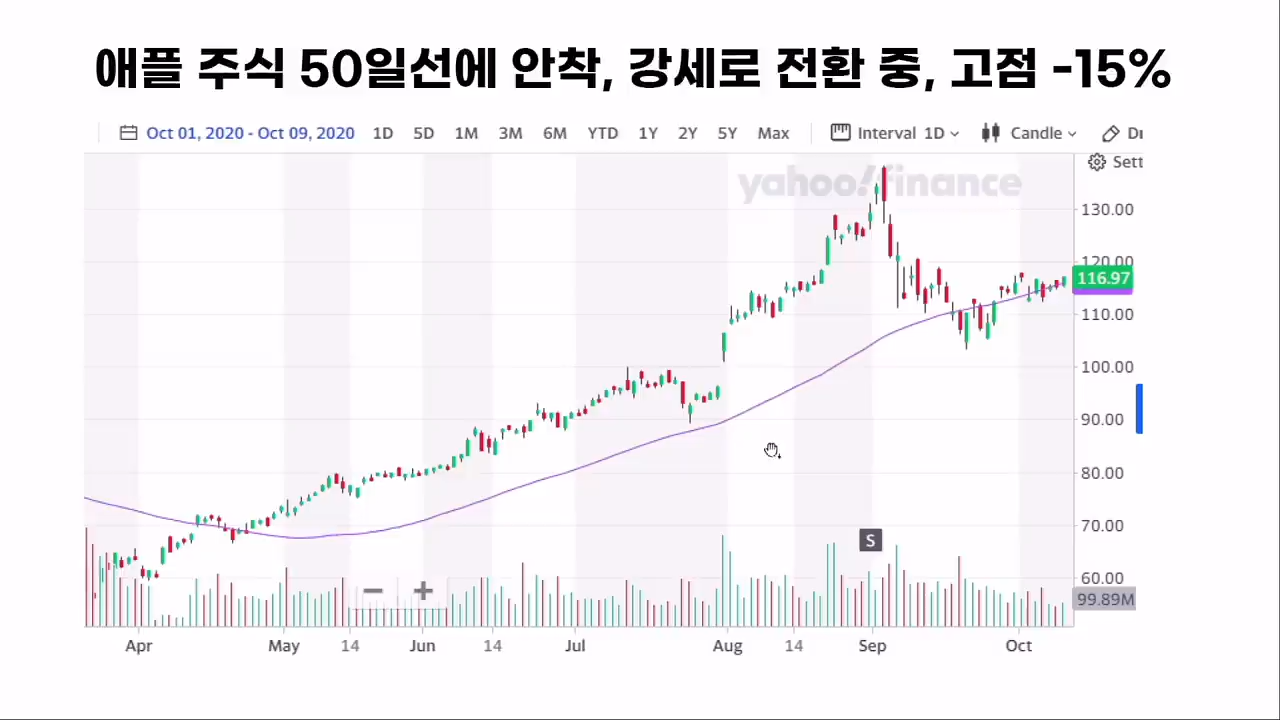 애플 주식 50일선에 안착, 강세로 전환 중, 고점 -15%
Oct 01, 2020 - Oct 09, 2020 1D 5D 1M 3M 6M YTD 1Y 2Y 5Y Max Interval 1D Candle Dr
Sett
yahoo!finance
130.00
120.00
116.97
110.00
100.00
90.00
80.00
70.00
S
60.00
99.89M
Apr May 14 Jun 14 Jul Aug 14 Sep Oct